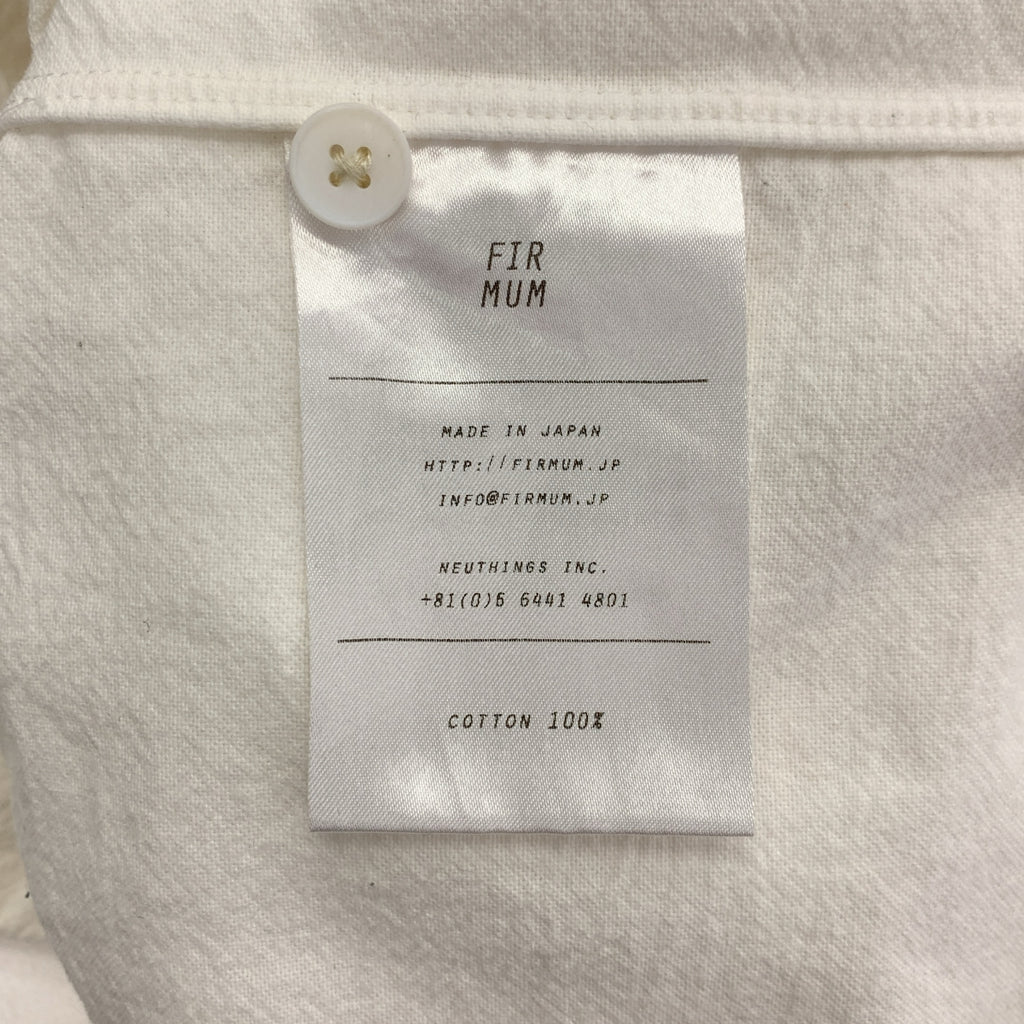 FIR
MUM
MADE IN JAPAN
HTTP://FIRMUM.JP
INFO@FIRMUM.JP
NEUTHINGS INC.
+81(0)6 6441 4801
COTTON 100%